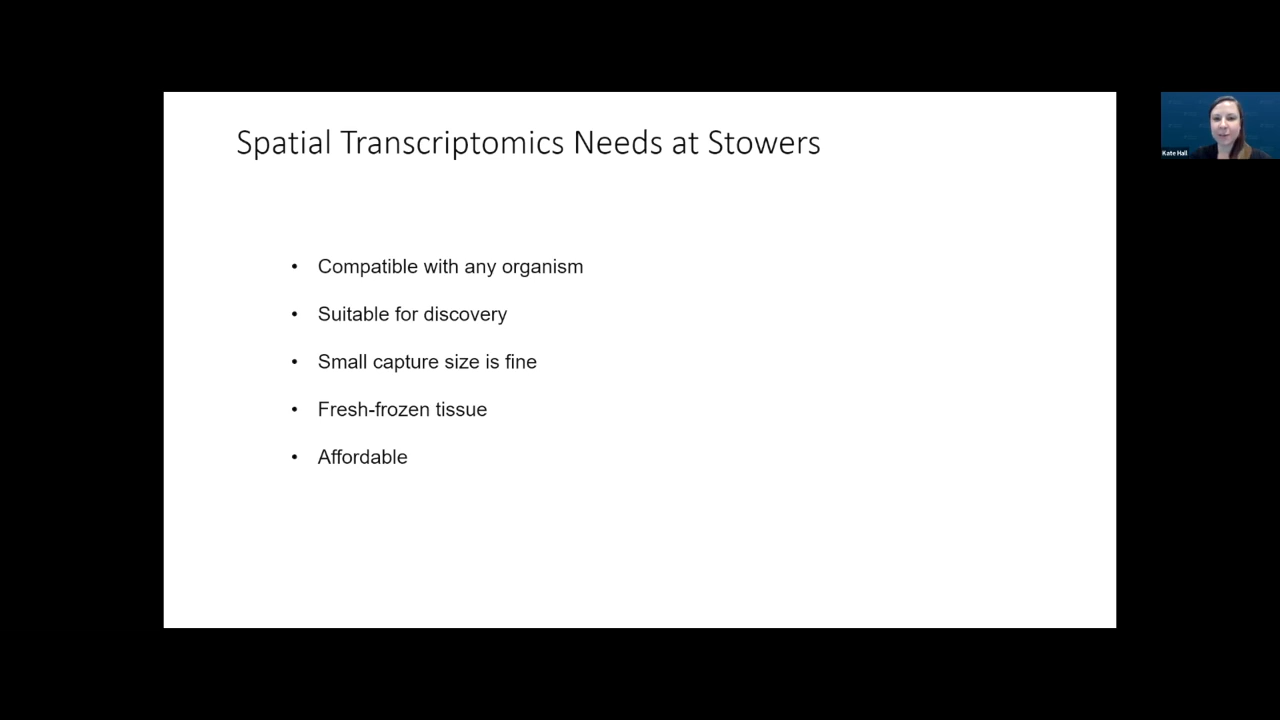 Spatial Transcriptomics Needs at Stowers
• Compatible with any organism
• Suitable for discovery
• Small capture size is fine
• Fresh-frozen tissue
• Affordable
Kate Hall